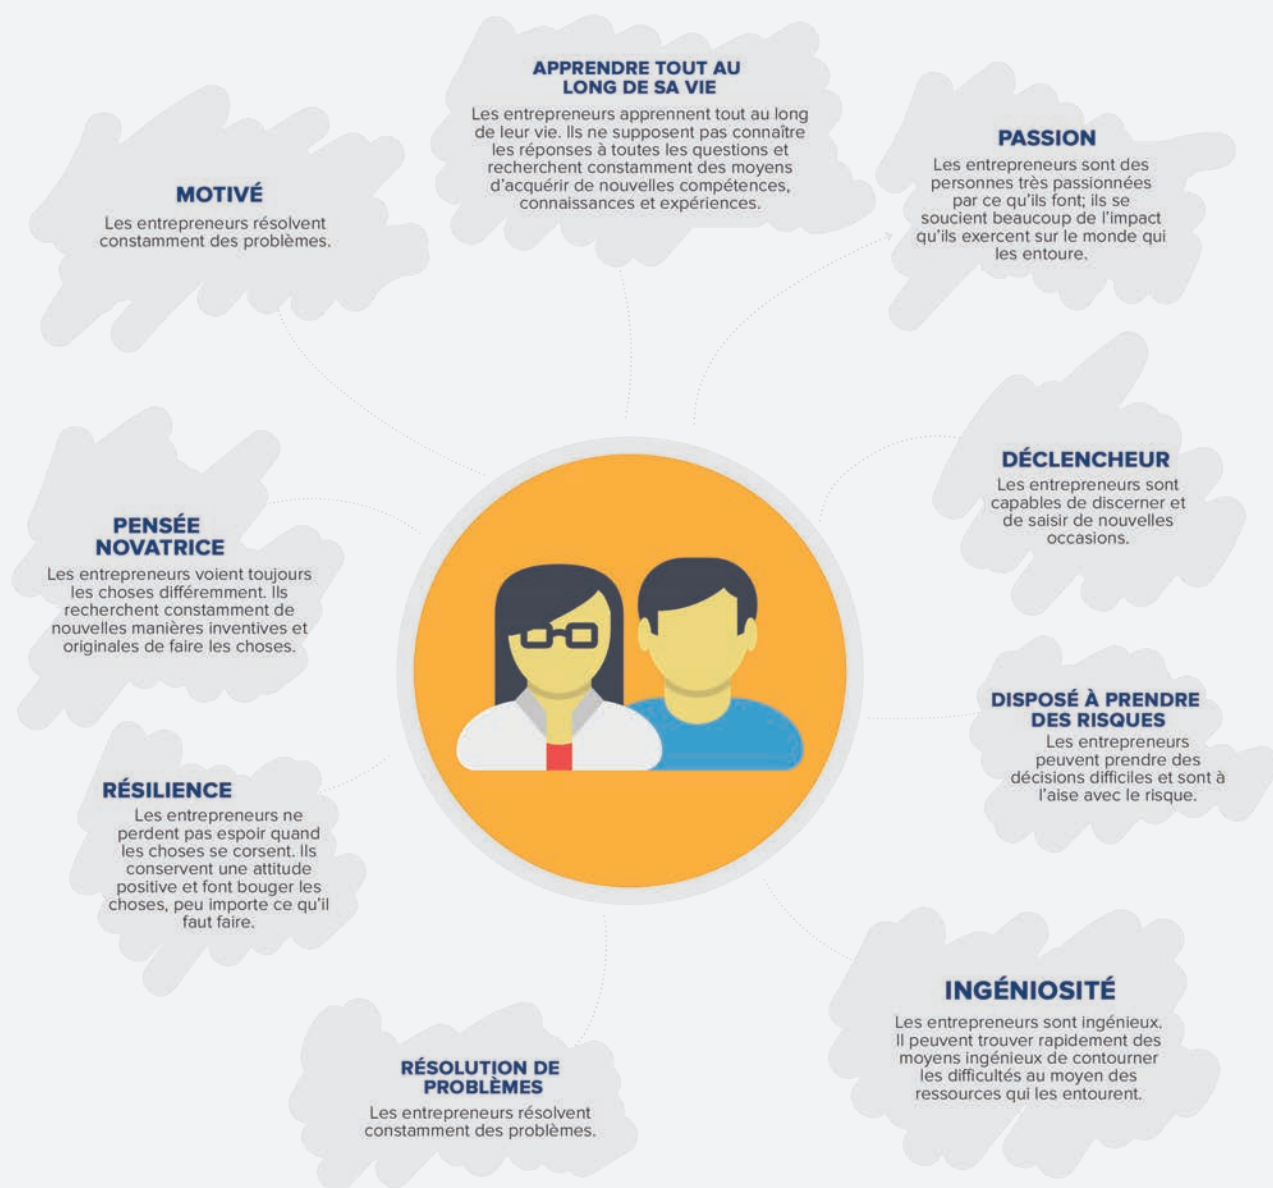 APPRENDRE TOUT AU
LONG DE SA VIE
Les entrepreneurs apprennent tout au long
de leur vie. Ils ne supposent pas connaître
les réponses à toutes les questions et
recherchent constamment des moyens
d'acquérir de nouvelles compétences,
connaissances et expériences.
PASSION
Les entrepreneurs sont des
personnes très passionnées
par ce qu'ils font; ils se
soucient beaucoup de l'impact
qu'ils exercent sur le monde qui
les entoure.
MOTIVÉ
Les entrepreneurs résolvent
constamment des problèmes.
DÉCLENCHEUR
Les entrepreneurs sont
capables de discerner et
de saisir de nouvelles
occasions.
PENSÉE
NOVATRICE
Les entrepreneurs voient toujours
les choses différemment. Ils
recherchent constamment de
nouvelles manières inventives et
originales de faire les choses.
DISPOSÉ À PRENDRE
DES RISQUES
Les entrepreneurs
peuvent prendre des
décisions difficiles et sont à
l'aise avec le risque.
RÉSILIENCE
Les entrepreneurs ne
perdent pas espoir quand
les choses se corsent. Ils
conservent une attitude
positive et font bouger les
choses, peu importe ce qu'il
faut faire.
INGÉNIOSITÉ
Les entrepreneurs sont ingénieux.
Il peuvent trouver rapidement des
moyens ingénieux de contourner
les difficultés au moyen des
ressources qui les entourent.
RÉSOLUTION DE
PROBLÈMES
Les entrepreneurs résolvent
constamment des problèmes.